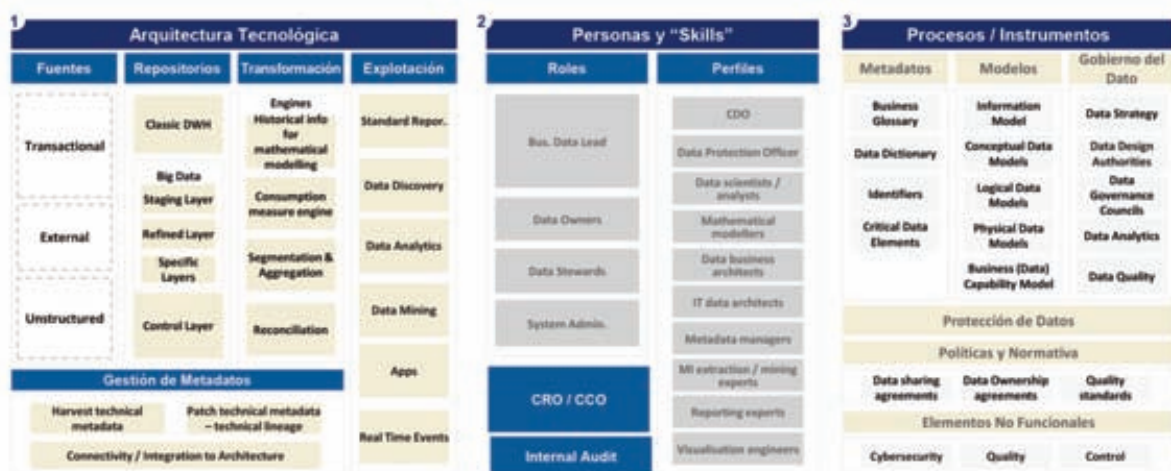 1
Arquitectura Tecnológica
Fuentes
Transactional
External
Unstructured
Repositorios
Classic DWH
Big Data
Staging Layer
Refined Layer
Specific
Layers
Control Layer
Transformación
Engines
Historical info
for
mathematical
modelling
Consumption
measure engine
Segmentation &
Aggregation
Reconciliation
Explotación
Standard Repor.
Data Discovery
Data Analytics
Data Mining
Apps
Real Time Events
Gestión de Metadatos
Harvest technical
metadata
Patch technical metadata
– technical lineage
Connectivity / Integration to Architecture
2
Personas y “Skills”
Roles
Bus. Data Lead
Data Owners
Data Stewards
System Admin.
CRO / CCO
Internal Audit
Perfiles
CDO
Data Protection Officer
Data scientists /
analysts
Mathematical
modellers
Data business
architects
IT data architects
Metadata managers
MI extraction / mining
experts
Reporting experts
Visualisation engineers
3
Procesos / Instrumentos
Metadatos
Business
Glossary
Data Dictionary
Identifiers
Critical Data
Elements
Modelos
Information
Model
Conceptual Data
Models
Logical Data
Models
Physical Data
Models
Business (Data)
Capability Model
Gobierno del
Dato
Data Strategy
Data Design
Authorities
Data
Governance
Councils
Data Analytics
Data Quality
Protección de Datos
Políticas y Normativa
Data sharing
agreements
Data Ownership
agreements
Quality
standards
Elementos No Funcionales
Cybersecurity
Quality
Control